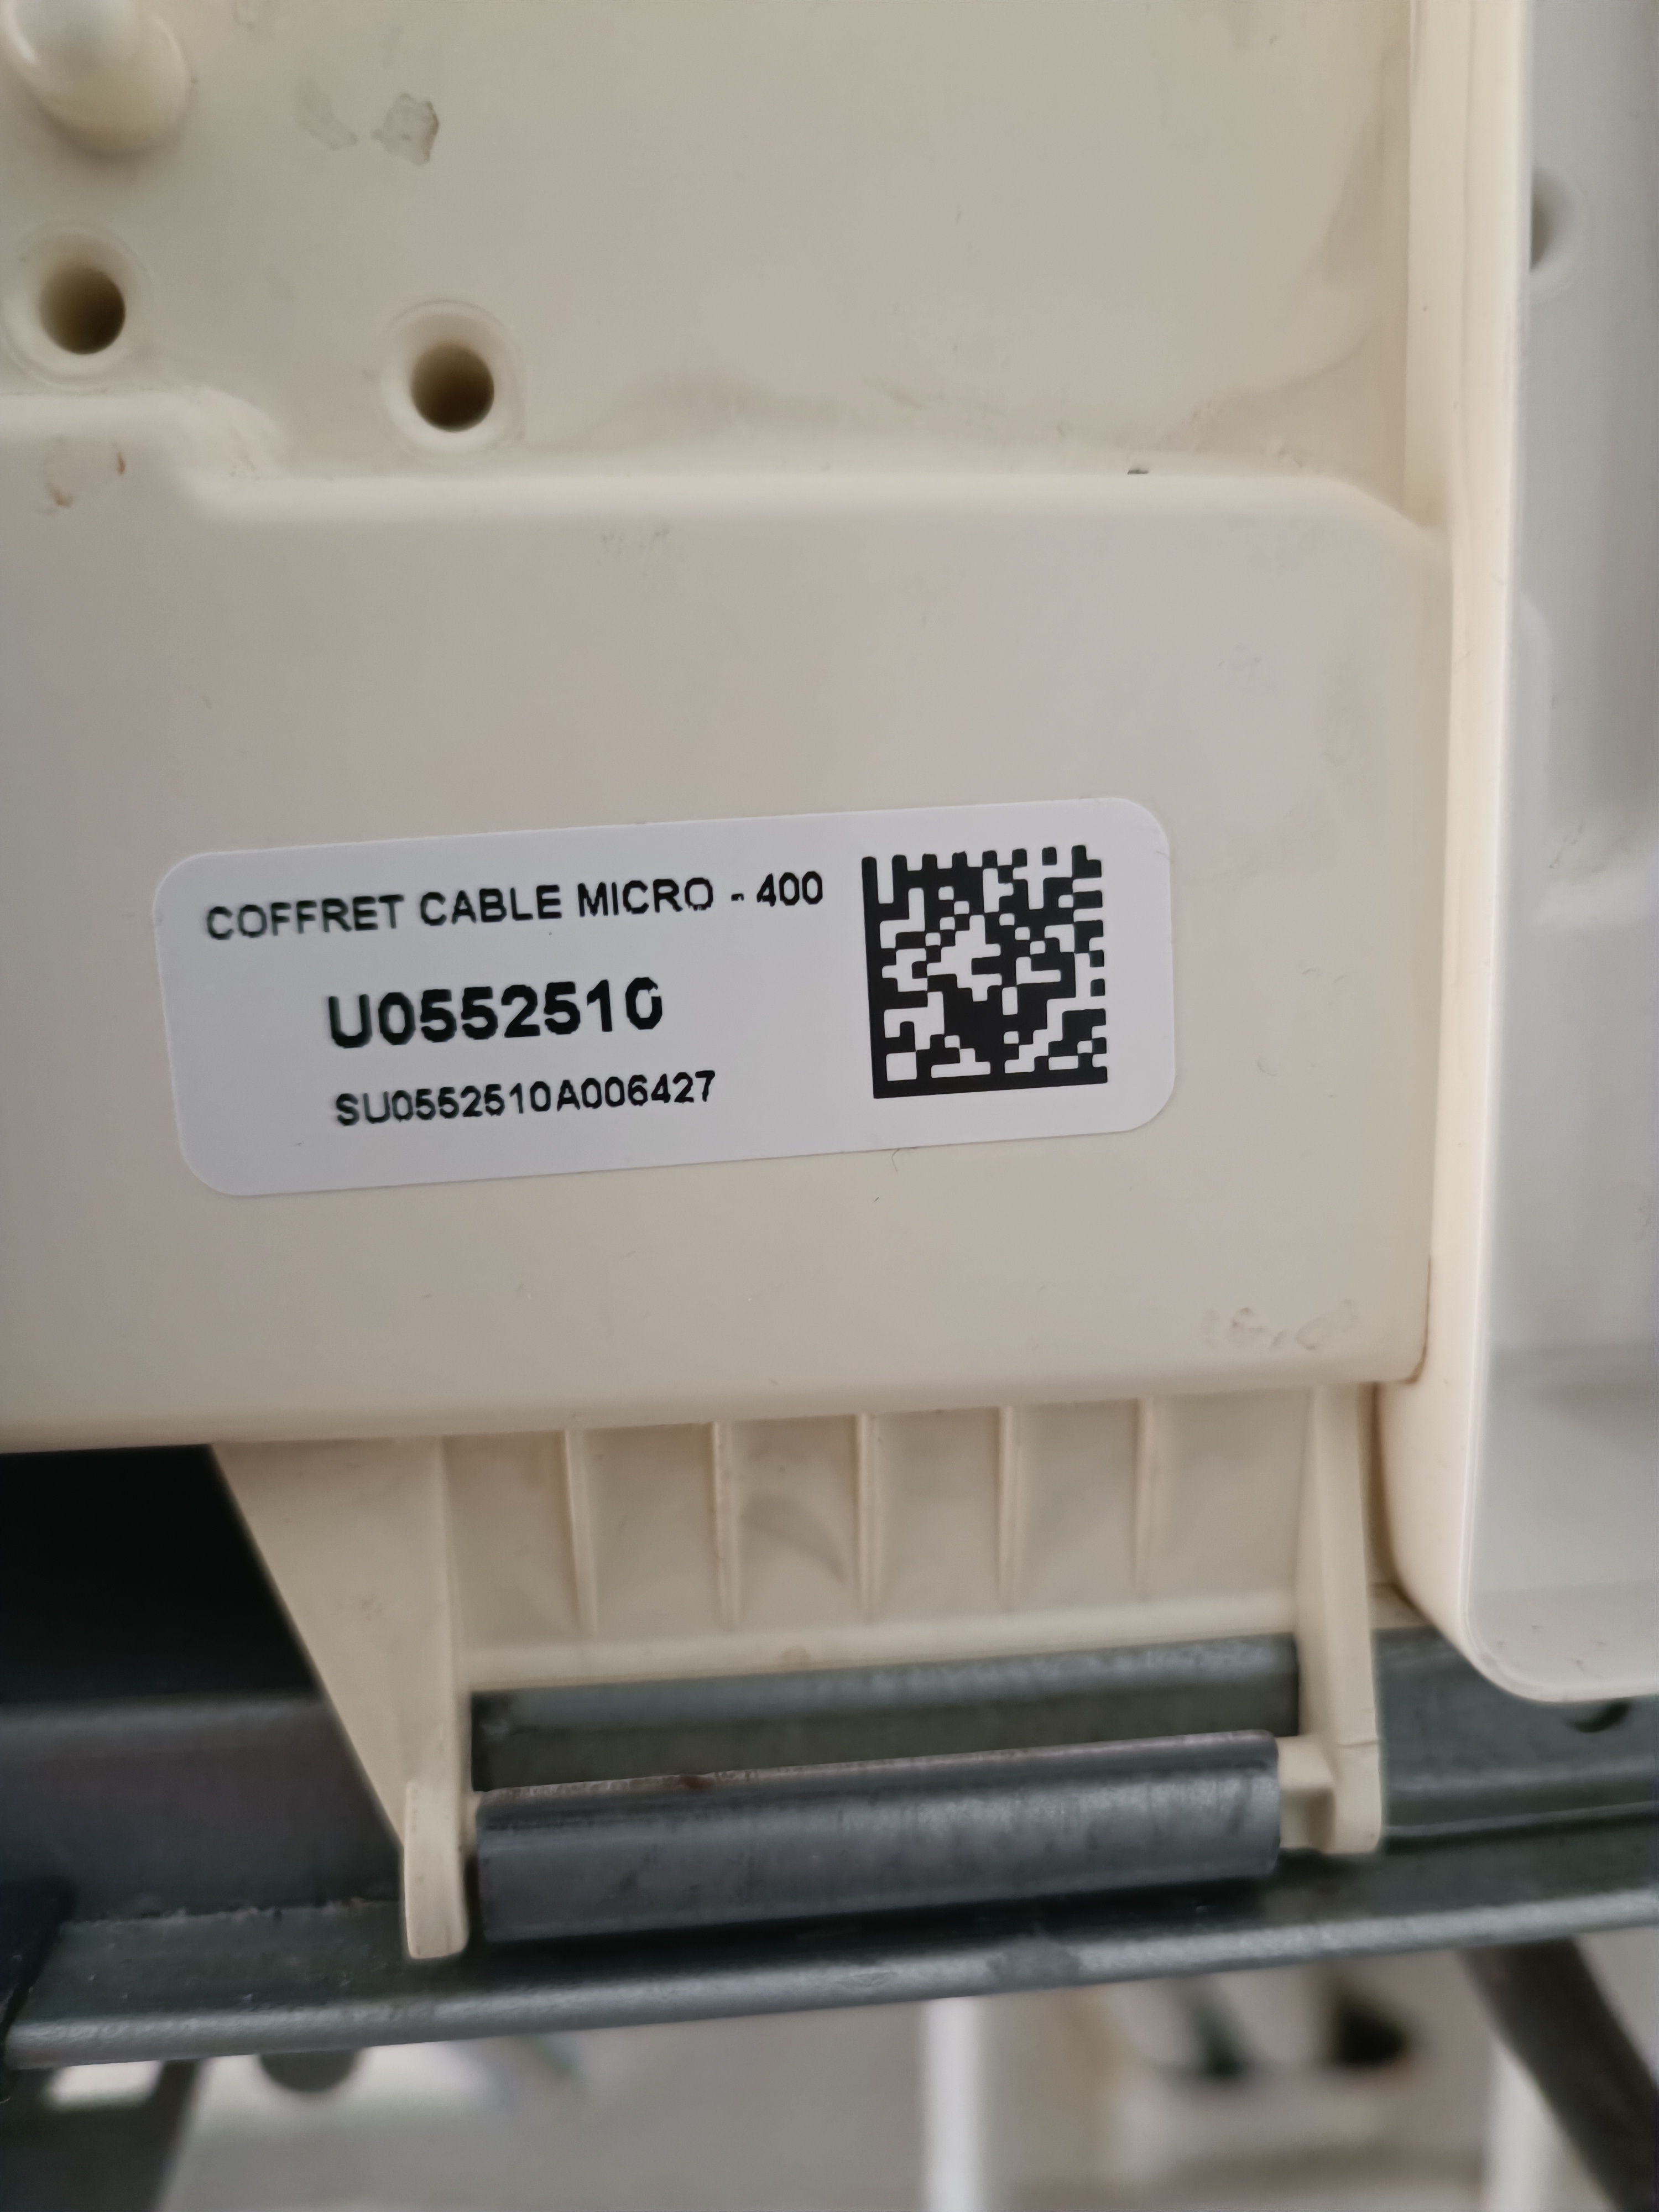 COFFRET CABLE MICRO - 400
U0552510
SU0552510A006427